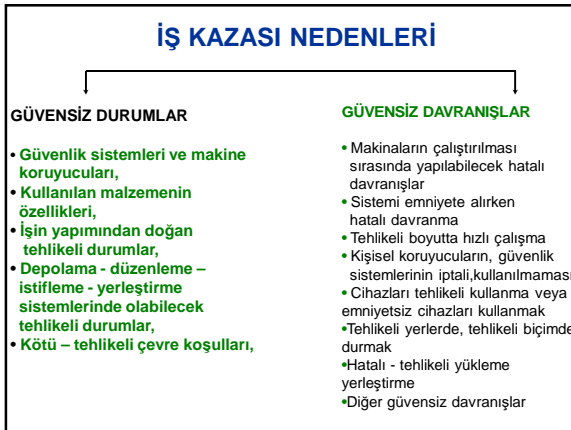 İŞ KAZASI NEDENLERİ
GÜVENSİZ DURUMLAR
• Güvenlik sistemleri ve makine
koruyucuları,
• Kullanılan malzemenin
özellikleri,
• İşin yapımından doğan
tehlikeli durumlar,
• Depolama - düzenleme –
istifleme - yerleştirme
sistemlerinde olabilecek
tehlikeli durumlar,
• Kötü – tehlikeli çevre koşulları,
GÜVENSİZ DAVRANIŞLAR
• Makinaların çalıştırılması
sırasında yapılabilecek hatalı
davranışlar
• Sistemi emniyete alırken
hatalı davranma
• Tehlikeli boyutta hızlı çalışma
• Kişisel koruyucuların, güvenlik
sistemlerinin iptali,kullanılmaması
• Cihazları tehlikeli kullanma veya
emniyetsiz cihazları kullanmak
•Tehlikeli yerlerde, tehlikeli biçimde
durmak
•Hatalı - tehlikeli yükleme
yerleştirme
•Diğer güvensiz davranışlar